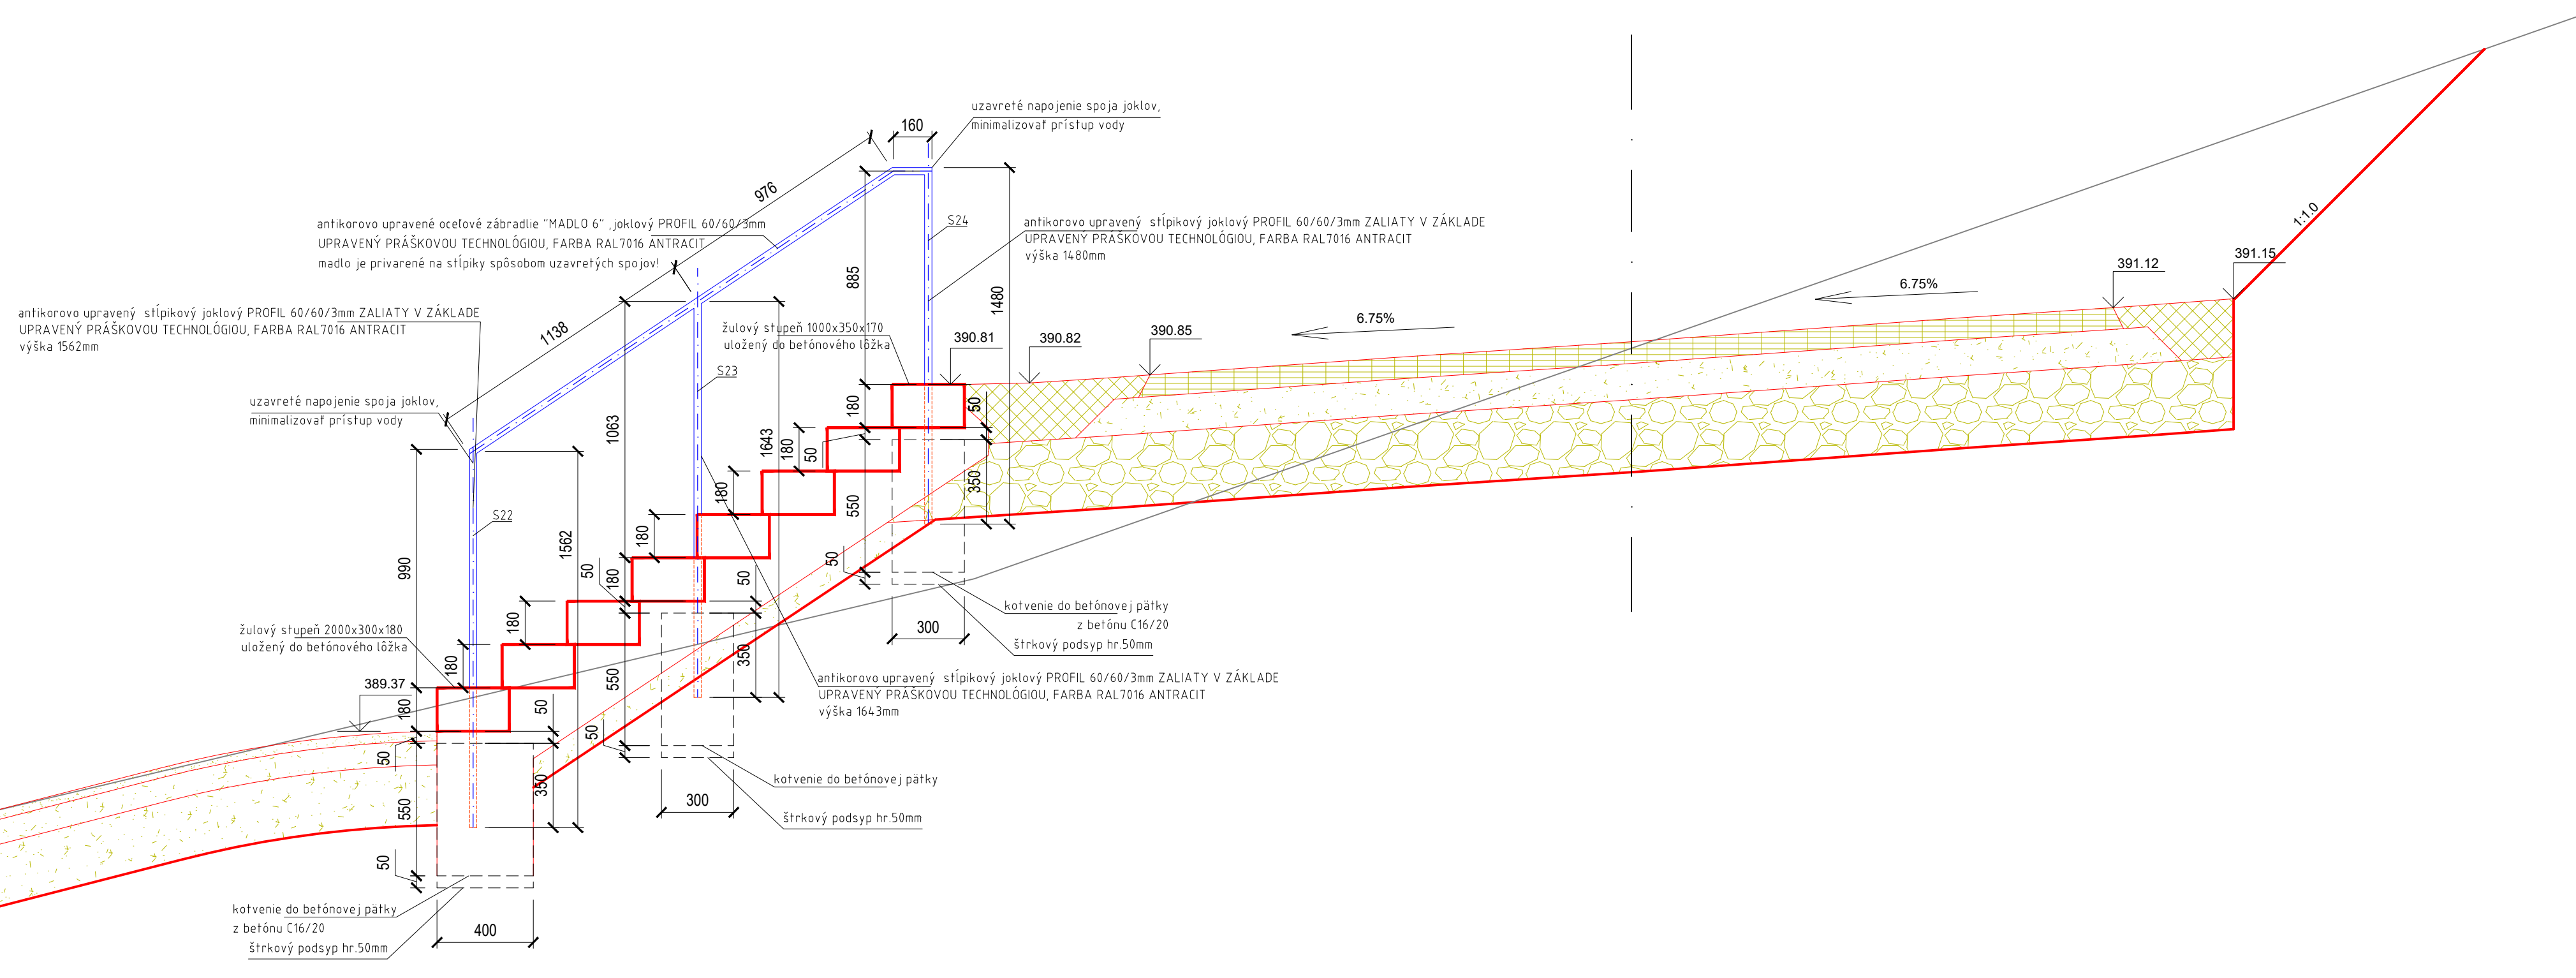 uzavreté napojenie spoja joklov,
minimalizovať prístup vody
160
976
1138
antikorovo upravené oceľové zábradlie "MADLO 6" ,joklový PROFIL 60/60/3mm
UPRAVENÝ PRÁŠKOVOU TECHNOLÓGIOU, FARBA RAL7016 ANTRACIT
madlo je privarené na stĺpiky spôsobom uzavretých spojov!
S24
antikorovo upravený stĺpikový joklový PROFIL 60/60/3mm ZALIATY V ZÁKLADE
UPRAVENÝ PRÁŠKOVOU TECHNOLÓGIOU, FARBA RAL7016 ANTRACIT
výška 1480mm
1:1.0
391.15
391.12
6.75%
6.75%
885
1480
antikorovo upravený stĺpikový joklový PROFIL 60/60/3mm ZALIATY V ZÁKLADE
UPRAVENÝ PRÁŠKOVOU TECHNOLÓGIOU, FARBA RAL7016 ANTRACIT
výška 1562mm
žulový stupeň 1000x350x170
uložený do betónového lôžka
390.81
390.82
390.85
S23
uzavreté napojenie spoja joklov,
minimalizovať prístup vody
1063
1643
180
50
180
50
350
550
50
180
180
S22
1562
990
50
180
50
180
350
550
50
300
kotvenie do betónovej pätky
z betónu C16/20
štrkový podsyp hr.50mm
žulový stupeň 2000x300x180
uložený do betónového lôžka
180
389.37
180
50
50
350
550
50
antikorovo upravený stĺpikový joklový PROFIL 60/60/3mm ZALIATY V ZÁKLADE
UPRAVENÝ PRÁŠKOVOU TECHNOLÓGIOU, FARBA RAL7016 ANTRACIT
výška 1643mm
kotvenie do betónovej pätky
300
štrkový podsyp hr.50mm
kotvenie do betónovej pätky
z betónu C16/20
štrkový podsyp hr.50mm
400